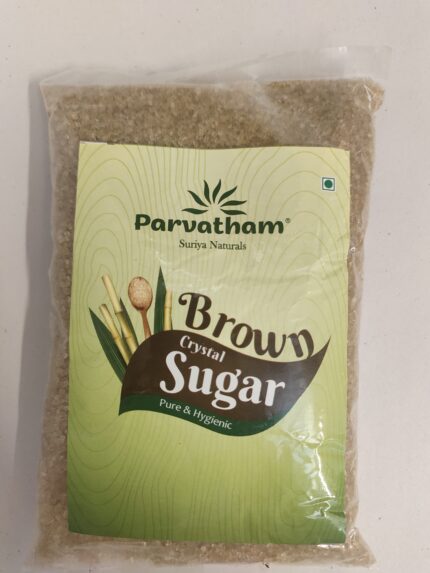 Parvatham®
Suriya Naturals
Brown
Crystal
Sugar
Pure & Hygienic